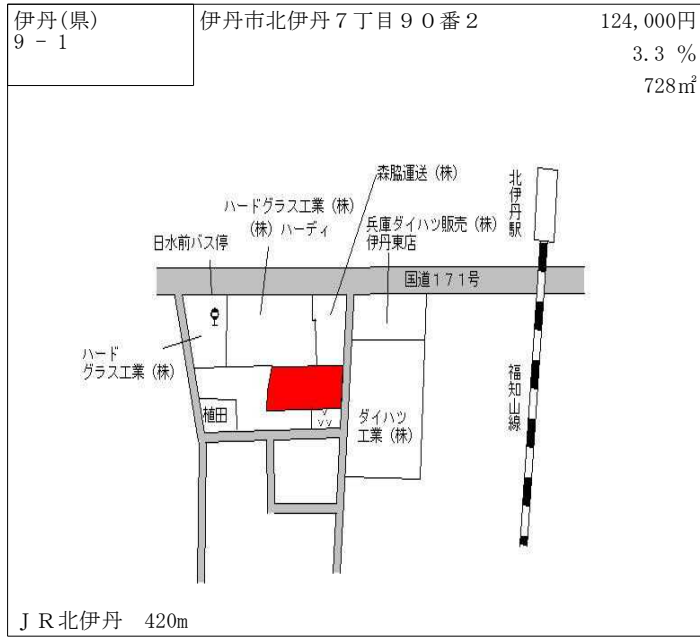 伊丹(県)
9 - 1
伊丹市北伊丹7丁目90番2
124,000円
3.3 %
728㎡
森脇運送（株）
ハードグラス工業（株）
（株）ハーディ
兵庫ダイハツ販売（株）
伊丹東店
北伊丹駅
日水前バス停
国道171号
ハード
グラス工業（株）
植田
ダイハツ
工業（株）
福知山線
ＪＲ北伊丹 420m